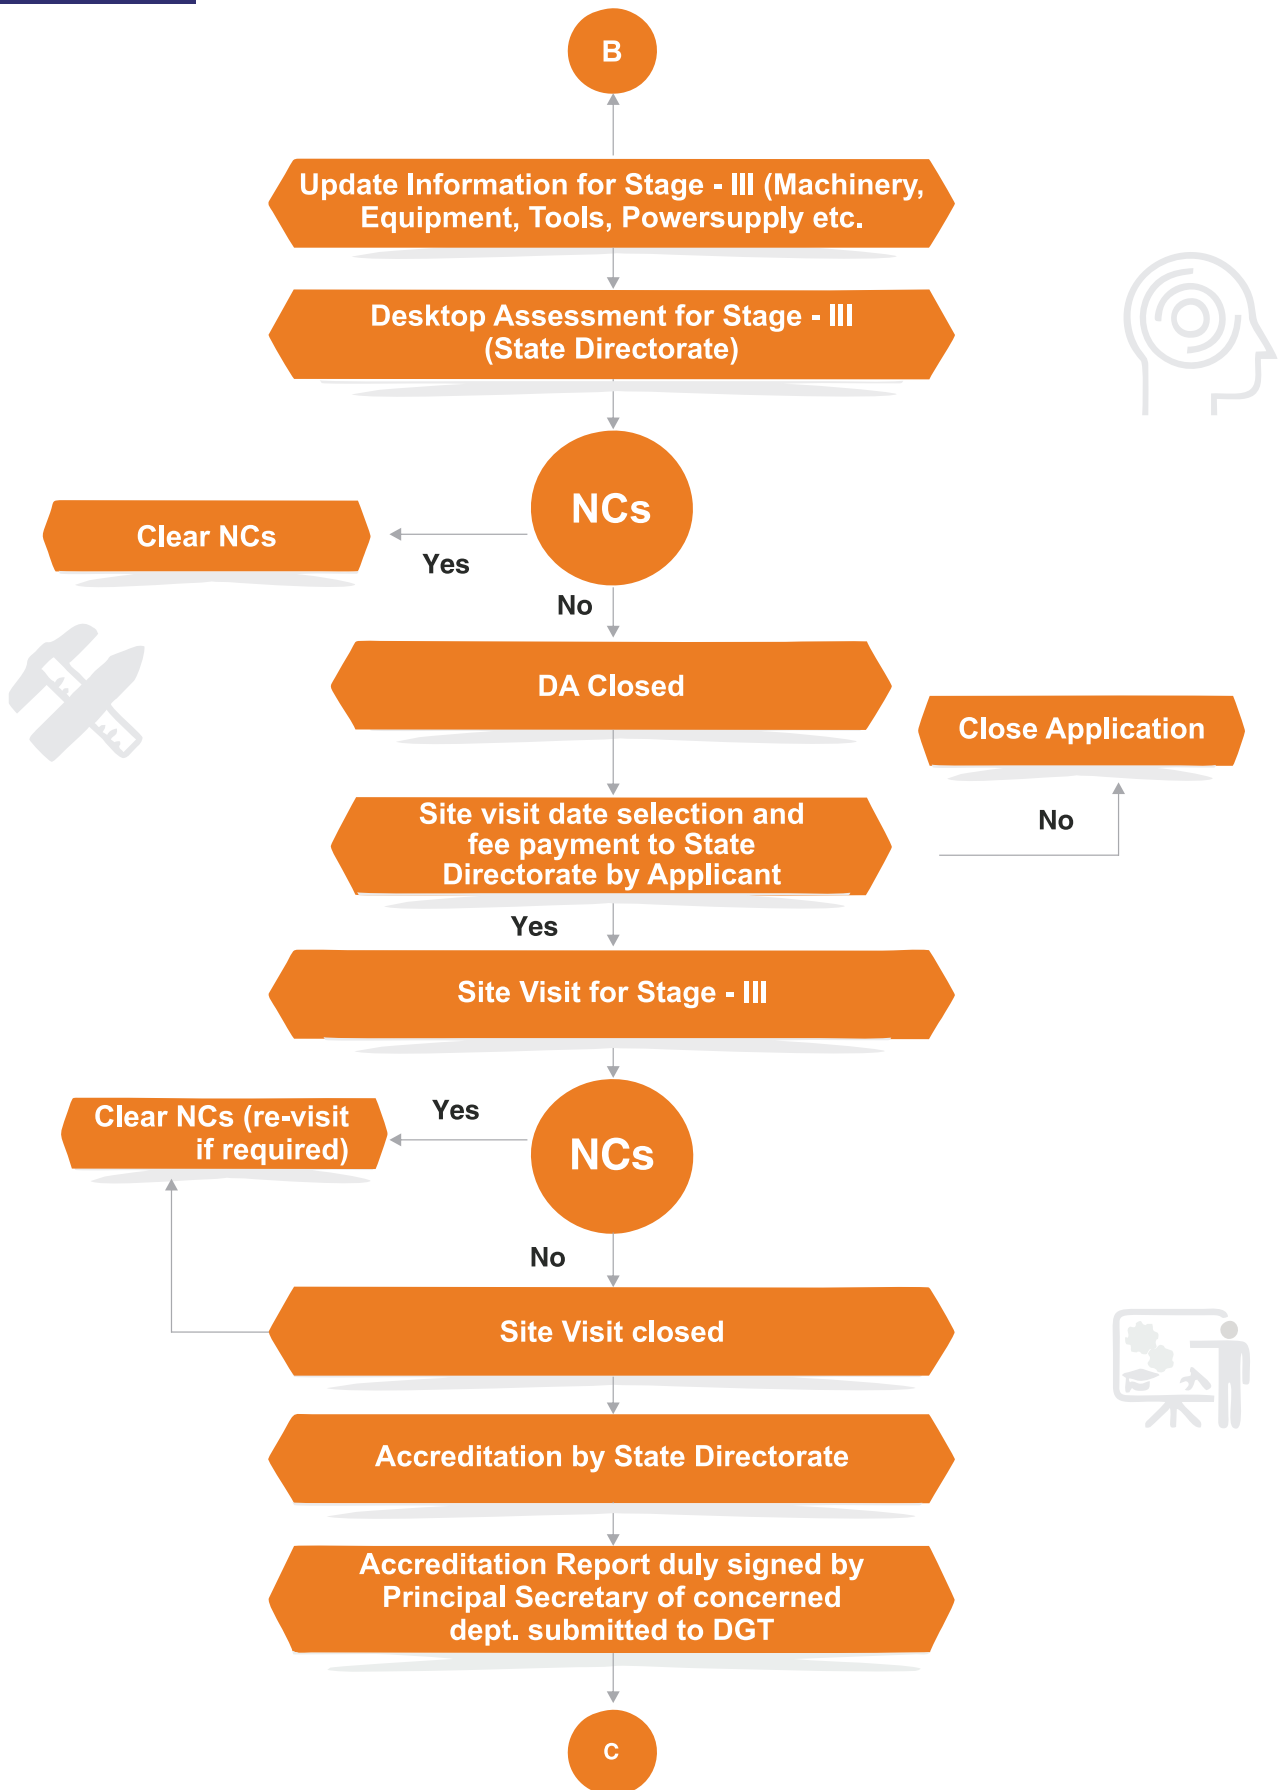 B
Update Information for Stage - III (Machinery,
Equipment, Tools, Powersupply etc.
Desktop Assessment for Stage - III
(State Directorate)
NCs
Clear NCs
Yes
No
DA Closed
Close Application
Site visit date selection and
fee payment to State
Directorate by Applicant
No
Yes
Site Visit for Stage - III
Clear NCs (re-visit
if required)
Yes
NCs
No
Site Visit closed
Accreditation by State Directorate
Accreditation Report duly signed by
Principal Secretary of concerned
dept. submitted to DGT
C